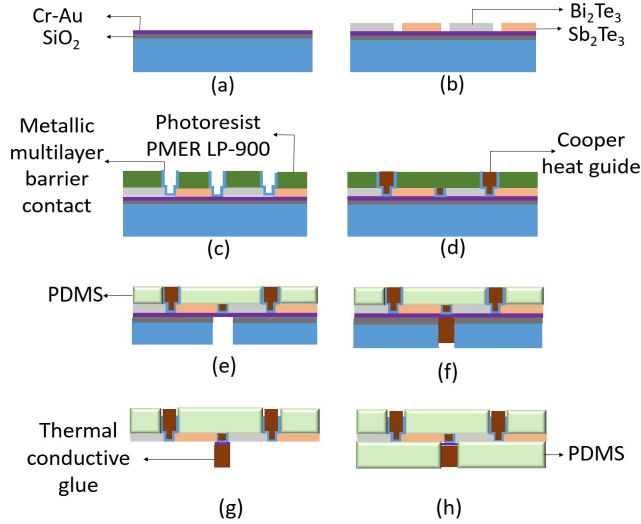 Cr-Au
SiO₂
(a)
Bi₂Te₃
Sb₂Te₃
(b)
Metallic
multilayer
barrier
contact
Photoresist
PMER LP-900
(c)
Cooper
heat guide
(d)
PDMS
(e)
(f)
Thermal
conductive
glue
(g)
PDMS
(h)